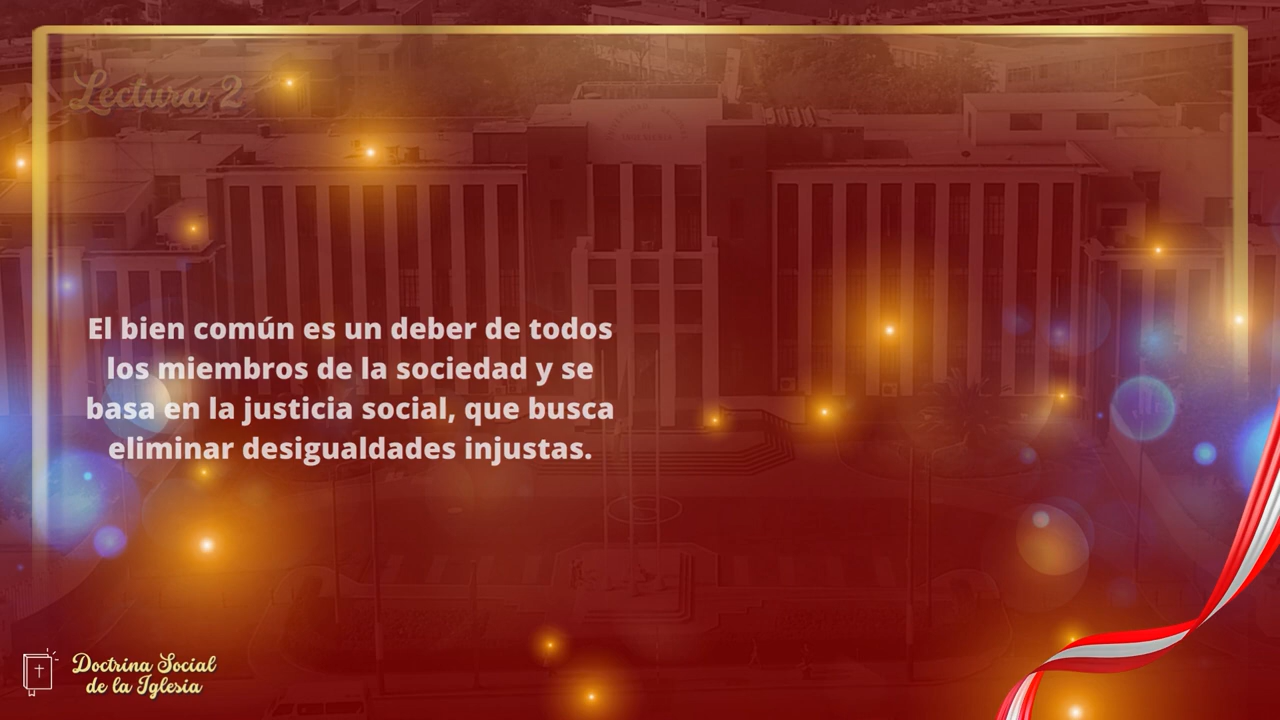 Lectura 2
El bien común es un deber de todos
los miembros de la sociedad y se
basa en la justicia social, que busca
eliminar desigualdades injustas.
Doctrina Social
de la Iglesia